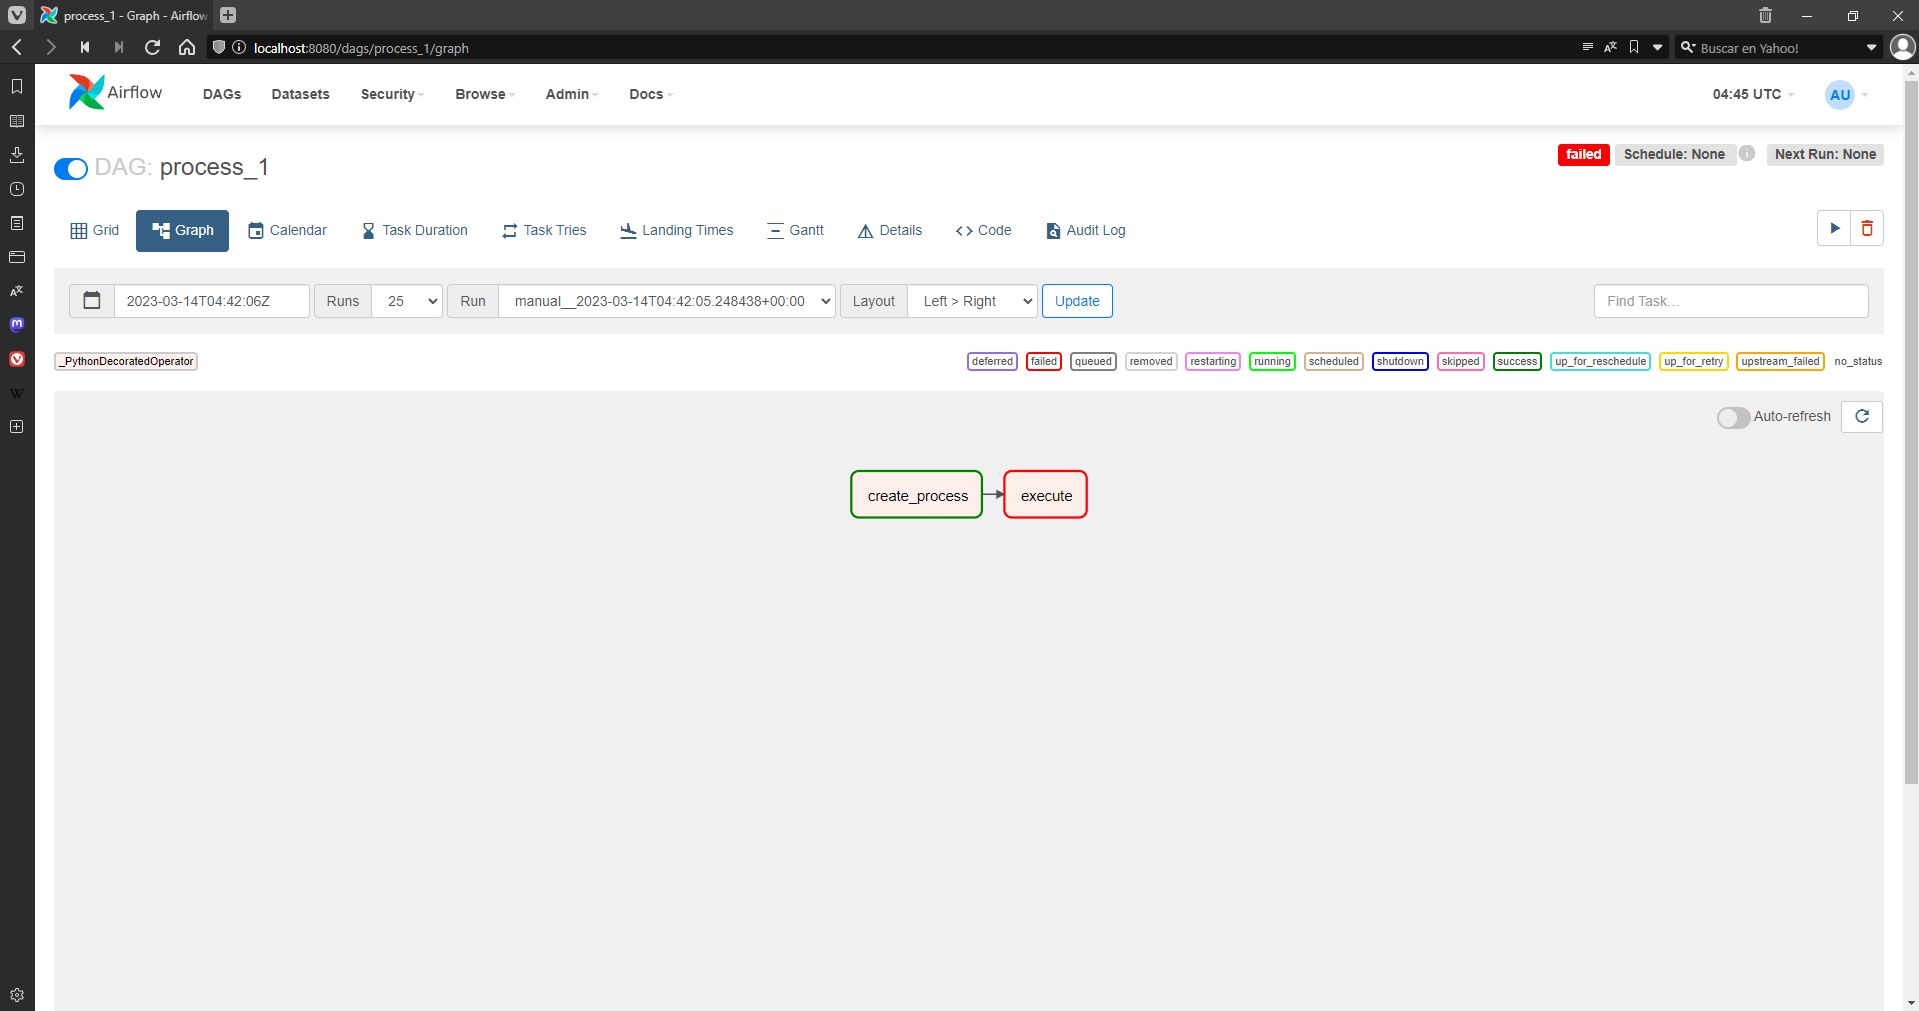 process_1 - Graph - Airflow
localhost:8080/dags/process_1/graph
Buscar en Yahoo!
Airflow DAGs Datasets Security Browse Admin Docs 04:45 UTC AU
DAG: process_1
failed Schedule: None i Next Run: None
Grid Graph Calendar Task Duration Task Tries Landing Times Gantt Details Code Audit Log
2023-03-14T04:42:06Z Runs 25 Run manual__2023-03-14T04:42:05.248438+00:00 Layout Left > Right Update Find Task...
_PythonDecoratedOperator deferred failed queued removed restarting running scheduled shutdown skipped success up_for_reschedule up_for_retry upstream_failed no_status
Auto-refresh
create_process execute